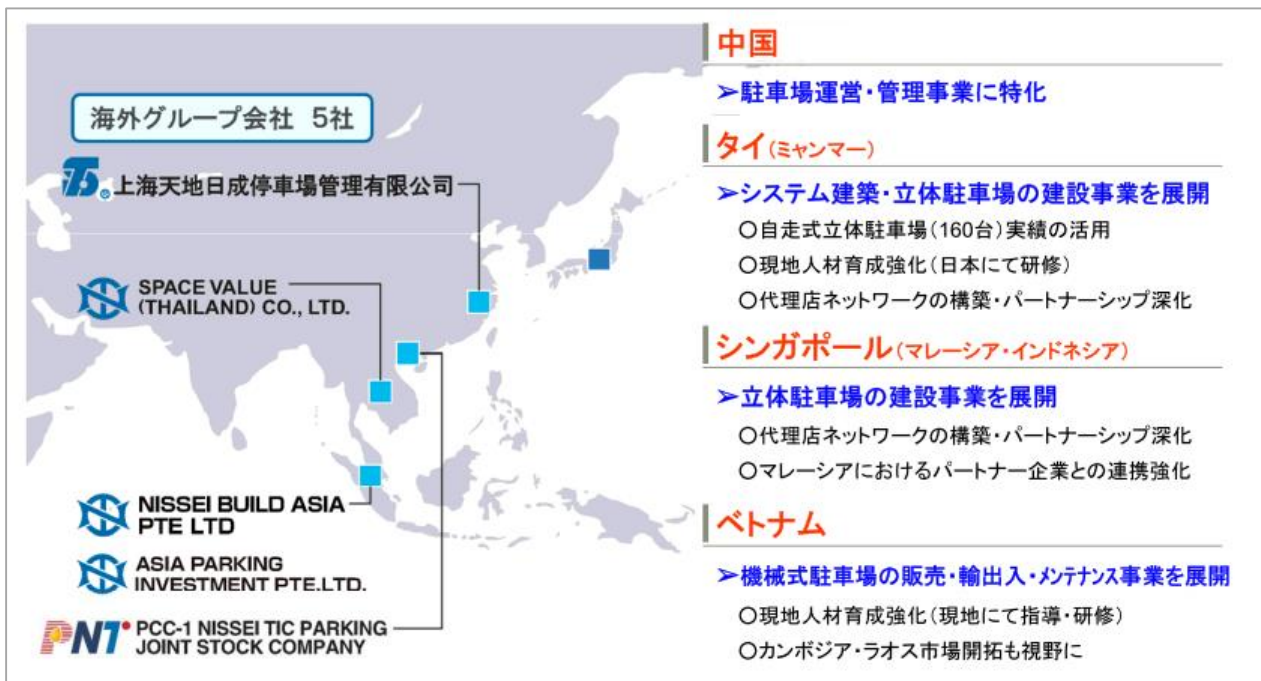 海外グループ会社 5社
上海天地日成停車場管理有限公司
SPACE VALUE
(THAILAND) CO., LTD.
NISSEI BUILD ASIA
PTE LTD
ASIA PARKING
INVESTMENT PTE.LTD.
PNT
PCC-1 NISSEI TIC PARKING
JOINT STOCK COMPANY
中国
➢駐車場運営・管理事業に特化
タイ(ミャンマー)
➢システム建築・立体駐車場の建設事業を展開
○自走式立体駐車場(160台)実績の活用
○現地人材育成強化(日本にて研修)
○代理店ネットワークの構築・パートナーシップ深化
シンガポール(マレーシア・インドネシア)
➢立体駐車場の建設事業を展開
○代理店ネットワークの構築・パートナーシップ深化
○マレーシアにおけるパートナー企業との連携強化
ベトナム
➢機械式駐車場の販売・輸出入・メンテナンス事業を展開
○現地人材育成強化(現地にて指導・研修)
○カンボジア・ラオス市場開拓も視野に